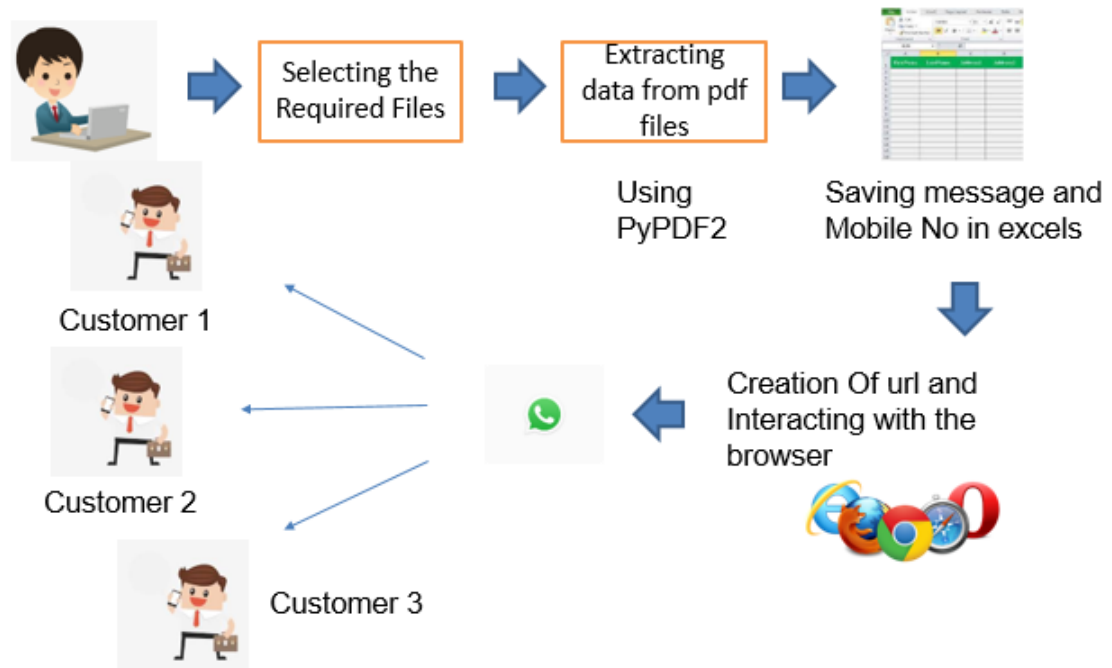 Selecting the
Required Files
Extracting
data from pdf
files
Using
PyPDF2
Saving message and
Mobile No in excels
Customer 1
Creation Of url and
Interacting with the
browser
Customer 2
Customer 3